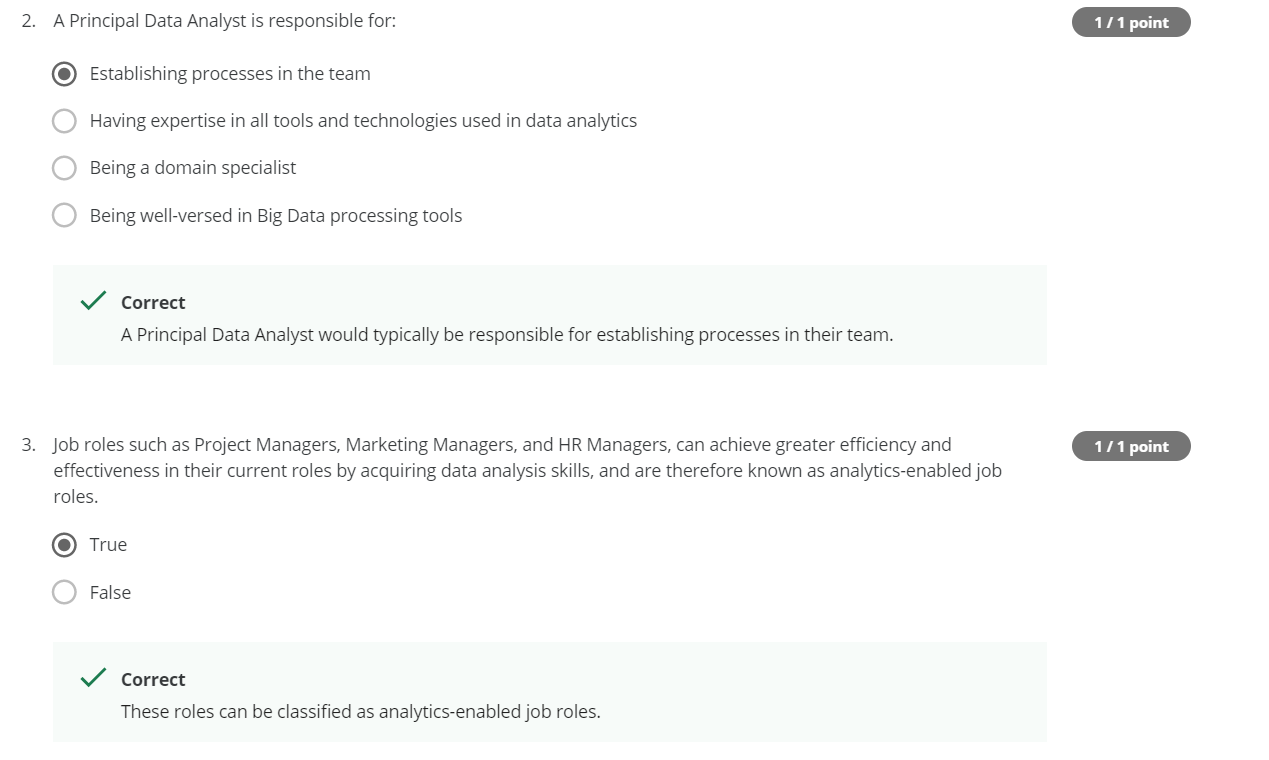 2. A Principal Data Analyst is responsible for:
1 / 1 point
Establishing processes in the team
Having expertise in all tools and technologies used in data analytics
Being a domain specialist
Being well-versed in Big Data processing tools
Correct
A Principal Data Analyst would typically be responsible for establishing processes in their team.
3. Job roles such as Project Managers, Marketing Managers, and HR Managers, can achieve greater efficiency and
1 / 1 point
effectiveness in their current roles by acquiring data analysis skills, and are therefore known as analytics-enabled job
roles.
True
False
Correct
These roles can be classified as analytics-enabled job roles.